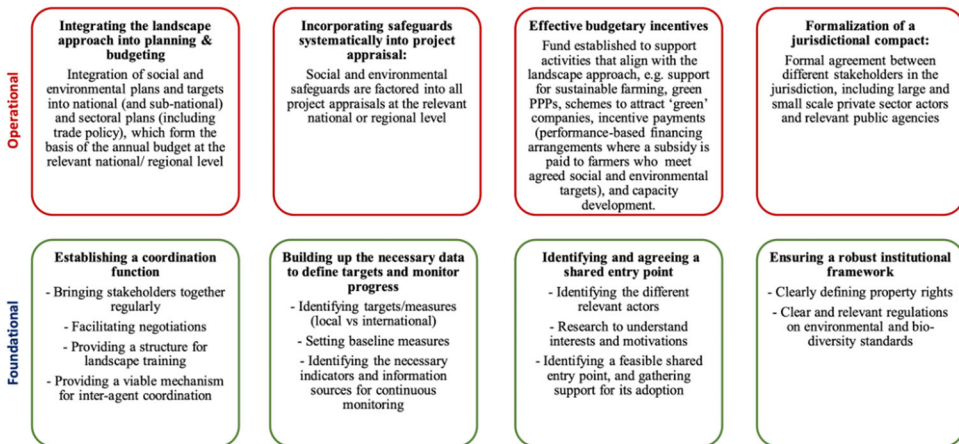 Operational
Integrating the landscape
approach into planning &
budgeting
Integration of social and
environmental plans and targets
into national (and sub-national)
and sectoral plans (including
trade policy), which form the
basis of the annual budget at the
relevant national/ regional level
Incorporating safeguards
systematically into project
appraisal:
Social and environmental
safeguards are factored into all
project appraisals at the relevant
national or regional level
Effective budgetary incentives
Fund established to support
activities that align with the
landscape approach, e.g. support
for sustainable farming, green
PPPs, schemes to attract ‘green’
companies, incentive payments
(performance-based financing
arrangements where a subsidy is
paid to farmers who meet
agreed social and environmental
targets), and capacity
development.
Formalization of a
jurisdictional compact:
Formal agreement between
different stakeholders in the
jurisdiction, including large and
small scale private sector actors
and relevant public agencies
Foundational
Establishing a coordination
function
- Bringing stakeholders together
regularly
- Facilitating negotiations
- Providing a structure for
landscape training
- Providing a viable mechanism
for inter-agent coordination
Building up the necessary data
to define targets and monitor
progress
- Identifying targets/measures
(local vs international)
- Setting baseline measures
- Identifying the necessary
indicators and information
sources for continuous
monitoring
Identifying and agreeing a
shared entry point
- Identifying the different
relevant actors
- Research to understand
interests and motivations
- Identifying a feasible shared
entry point, and gathering
support for its adoption
Ensuring a robust institutional
framework
- Clearly defining property rights
- Clear and relevant regulations
on environmental and bio-
diversity standards